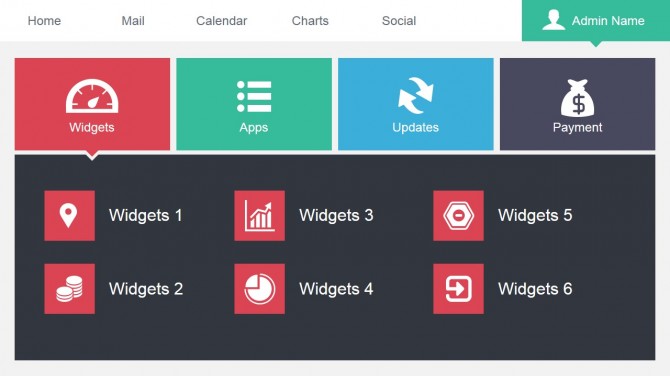 Home Mail Calendar Charts Social Admin Name
Widgets Apps Updates Payment
Widgets 1 Widgets 3 Widgets 5
Widgets 2 Widgets 4 Widgets 6